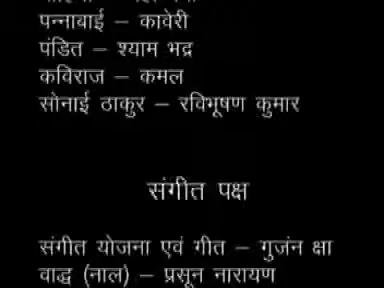 पन्नाबाई – कावेरी
पंडित – श्याम भद्र
कविराज – कमल
सोनाई ठाकुर – रविभूषण कुमार
संगीत पक्ष
संगीत योजना एवं गीत – गुजंन क्षा
वाद्ध (नाल) – प्रसून नारायण